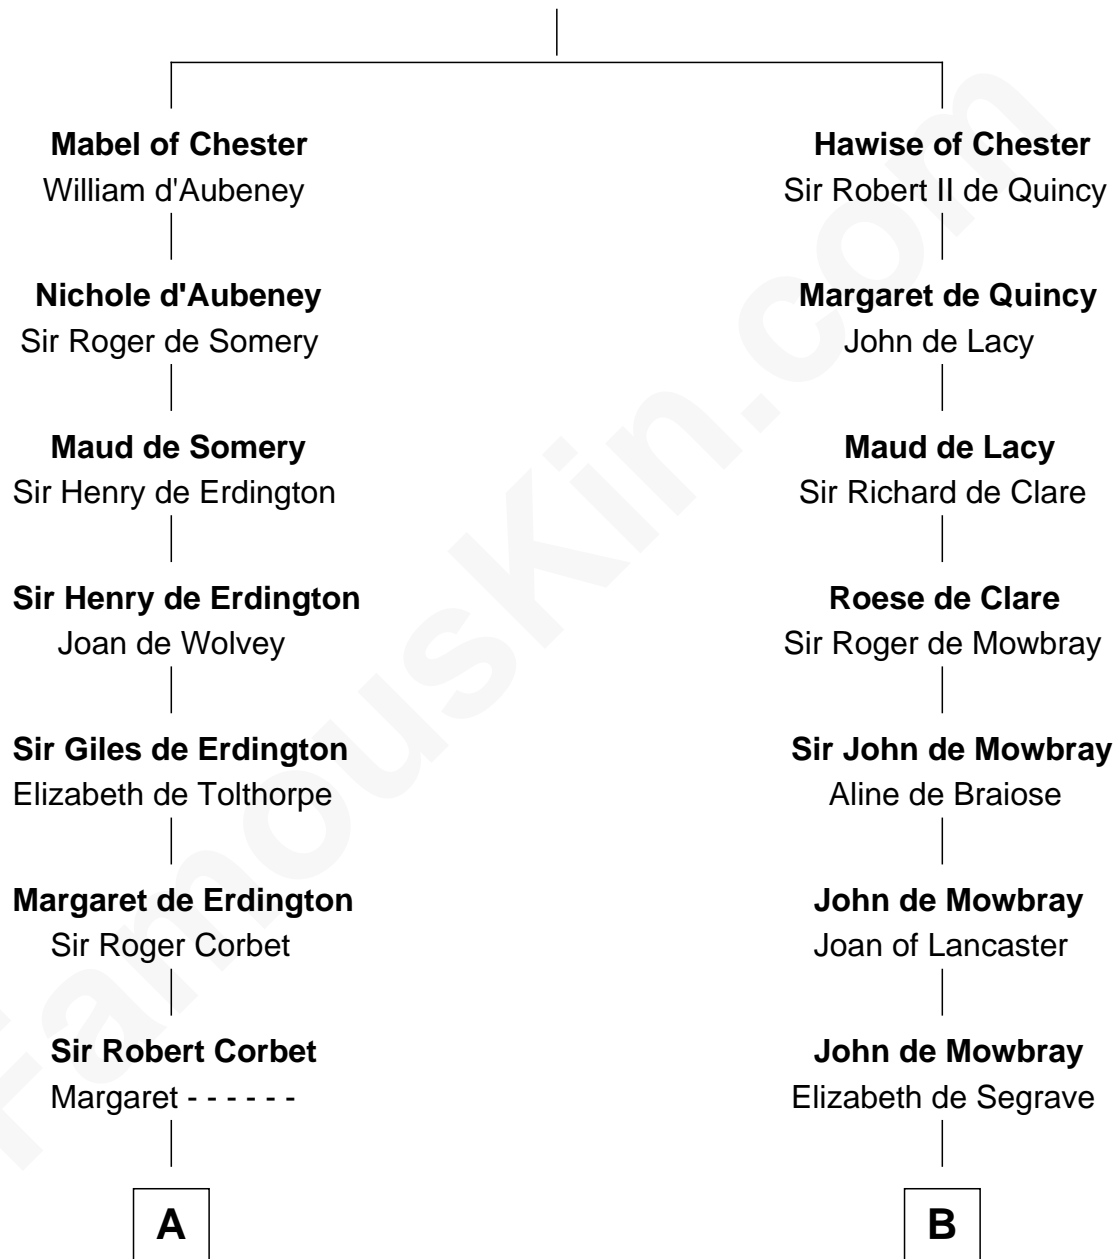 Mabel of Chester
William d'Aubeney
Nichole d'Aubeney
Sir Roger de Somery
Maud de Somery
Sir Henry de Erdington
Sir Henry de Erdington
Joan de Wolvey
Sir Giles de Erdington
Elizabeth de Tolthorpe
Margaret de Erdington
Sir Roger Corbet
Sir Robert Corbet
Margaret - - - - - -
A
Hawise of Chester
Sir Robert II de Quincy
Margaret de Quincy
John de Lacy
Maud de Lacy
Sir Richard de Clare
Roese de Clare
Sir Roger de Mowbray
Sir John de Mowbray
Aline de Braiose
John de Mowbray
Joan of Lancaster
John de Mowbray
Elizabeth de Segrave
B
FamousKin.com